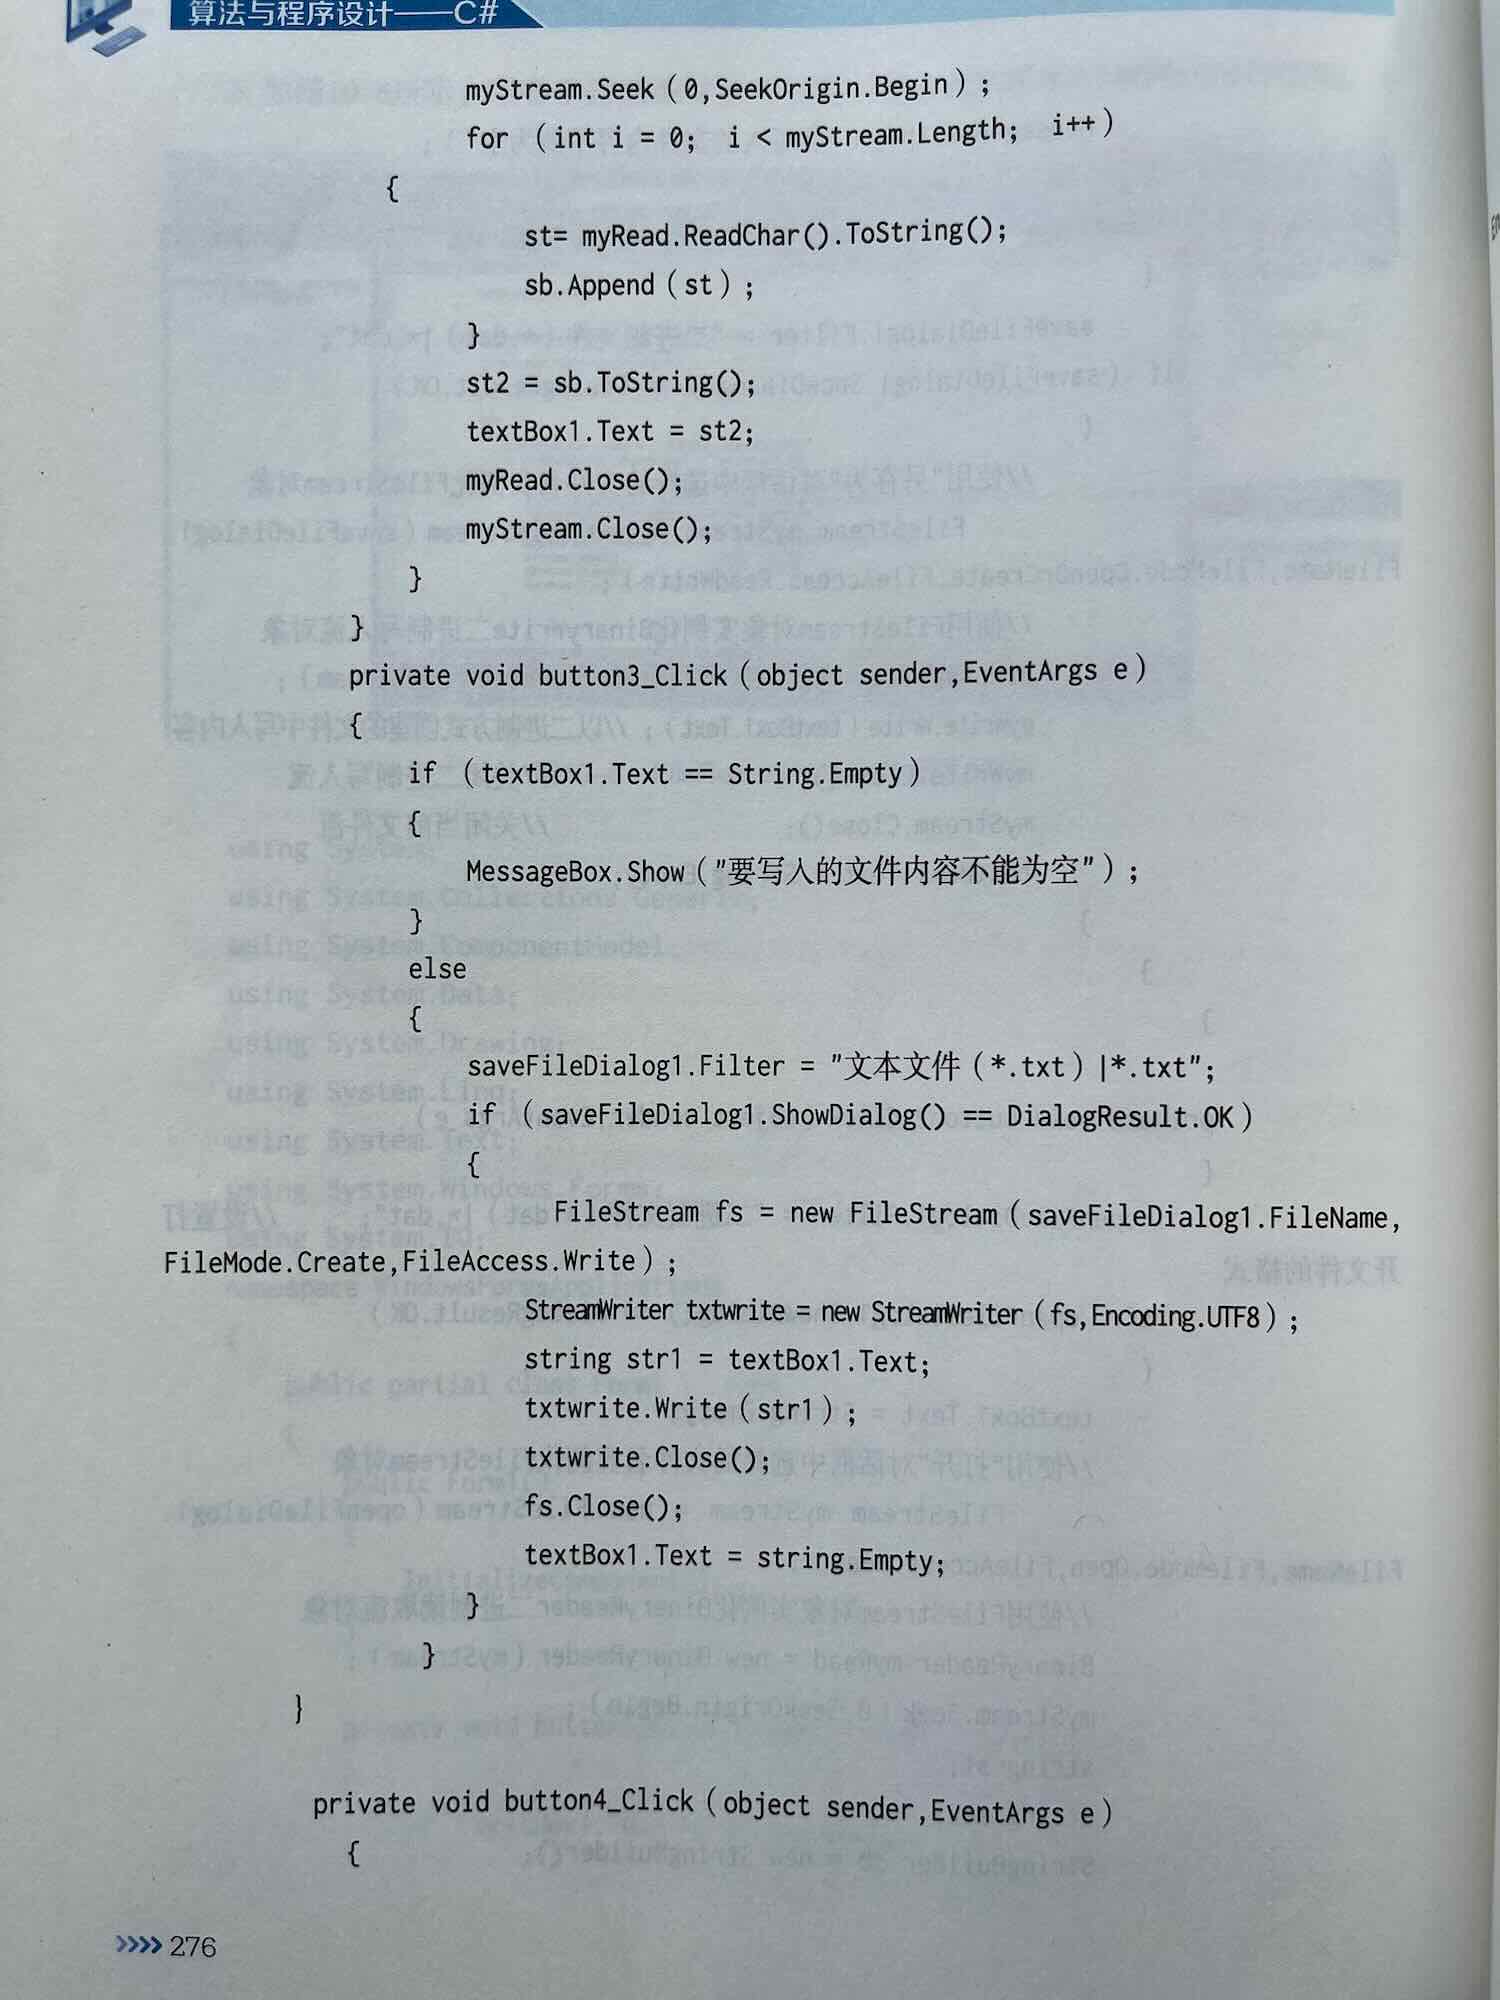 算法与程序设计——C#
myStream.Seek（0,SeekOrigin.Begin）;
for （int i = 0;  i < myStream.Length;  i++）
{
st= myRead.ReadChar().ToString();
sb.Append（st）;
}
st2 = sb.ToString();
textBox1.Text = st2;
myRead.Close();
myStream.Close();
}
}
private void button3_Click（object sender,EventArgs e）
{
if （textBox1.Text == String.Empty）
{
MessageBox.Show（"要写入的文件内容不能为空"）;
}
else
{
saveFileDialog1.Filter = "文本文件（*.txt）|*.txt";
if （saveFileDialog1.ShowDialog() == DialogResult.OK）
{
FileStream fs = new FileStream（saveFileDialog1.FileName,
FileMode.Create,FileAccess.Write）;
StreamWriter txtwrite = new StreamWriter（fs,Encoding.UTF8）;
string str1 = textBox1.Text;
txtwrite.Write（str1）;
txtwrite.Close();
fs.Close();
textBox1.Text = string.Empty;
}
}
}
private void button4_Click（object sender,EventArgs e）
{
>>>> 276